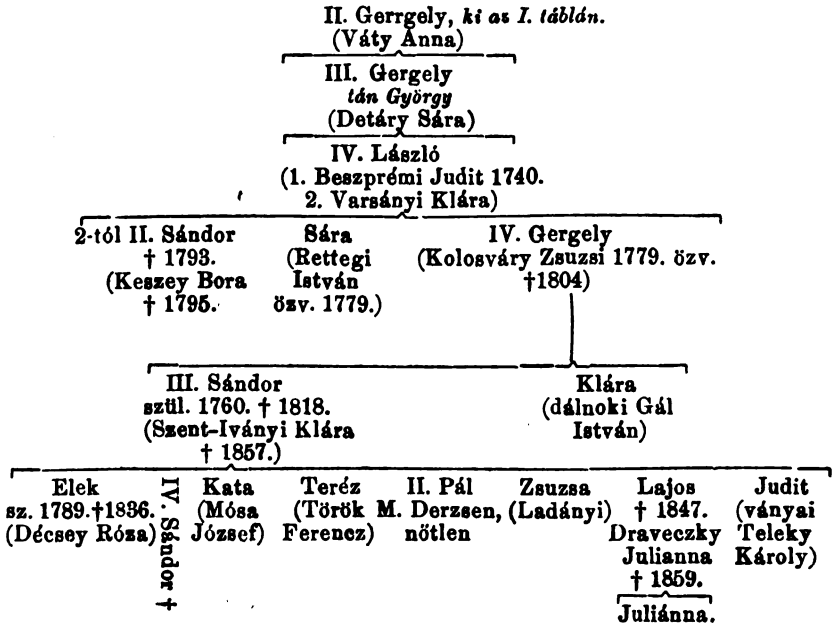 II. Gerrgely, ki as I. táblán.
(Váty Anna)
III. Gergely
tán György
(Detáry Sára)
IV. László
(1. Beszprémi Judit 1740.
2. Varsányi Klára)
2-tól II. Sándor
† 1793.
(Keszey Bora
† 1795.
Sára
(Rettegi
István
özv. 1779.)
IV. Gergely
(Kolosváry Zsuzsi 1779. özv.
†1804)
III. Sándor
szül. 1760. † 1818.
(Szent-Iványi Klára
† 1857.)
Klára
(dálnoki Gál
István)
Elek
sz. 1789.†1836.
(Décsey Róza)
IV. Sándor †
Kata
(Mósa
József)
Teréz
(Török
Ferencz)
II. Pál
M. Derzsen,
nőtlen
Zsuzsa
(Ladányi)
Lajos
† 1847.
Draveczky
Julianna
† 1859.
Juliánna.
Judit
(ványai
Teleky
Károly)